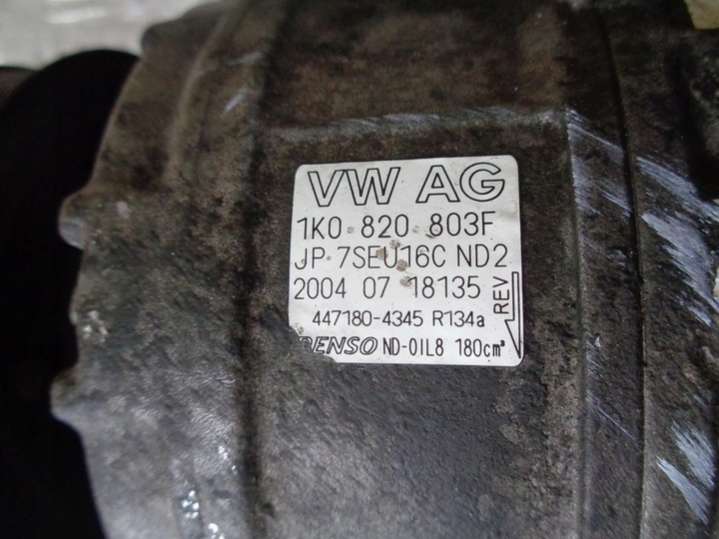 VW AG
1K0 820 803F
JP 7SEU16C ND2
2004 07 18135
REV
447180-4345 R134a
DENSO ND-OIL8 180cm³